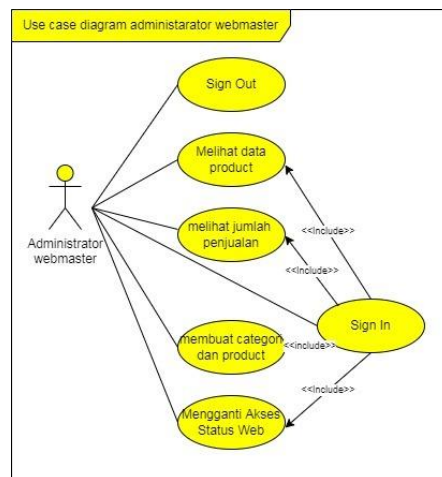 Use case diagram administarator webmaster
Sign Out
Melihat data
product
<<Include>>
melihat jumlah
penjualan
Administrator
webmaster
<<Include>>
Sign In
membuat categori
dan product
<<include>>
<<Include>>
Mengganti Akses
Status Web